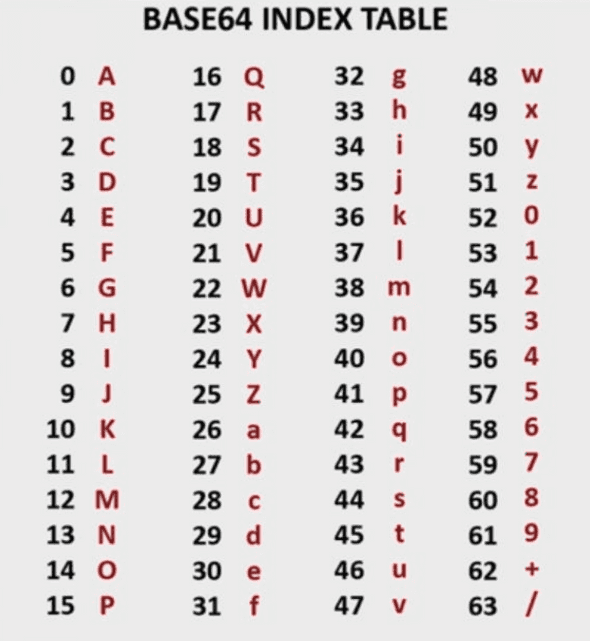 BASE64 INDEX TABLE
0 A 16 Q 32 g 48 w
1 B 17 R 33 h 49 x
2 C 18 S 34 i 50 y
3 D 19 T 35 j 51 z
4 E 20 U 36 k 52 0
5 F 21 V 37 l 53 1
6 G 22 W 38 m 54 2
7 H 23 X 39 n 55 3
8 I 24 Y 40 o 56 4
9 J 25 Z 41 p 57 5
10 K 26 a 42 q 58 6
11 L 27 b 43 r 59 7
12 M 28 c 44 s 60 8
13 N 29 d 45 t 61 9
14 O 30 e 46 u 62 +
15 P 31 f 47 v 63 /